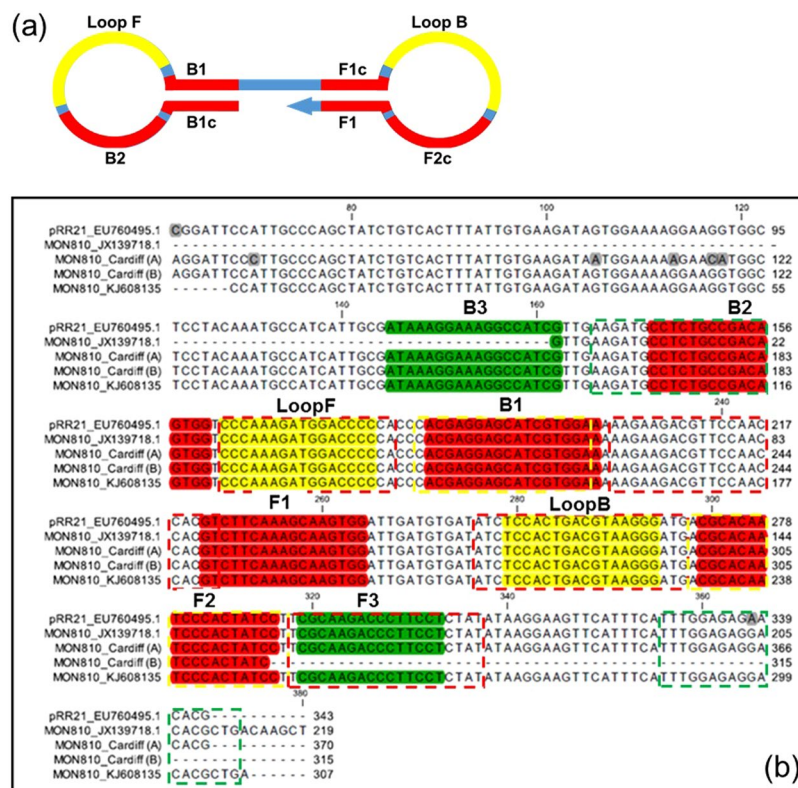 (a)
Loop F
Loop B
B1
F1c
B1c
F1
B2
F2c
80 100 120
pRR21_EU760495.1 CGGATTCCATTGCCCAGCTATCTGTCACTTTATTGTGAAGATAGTGGAAAAGGAAGGTGGC 95
MON810_JX139718.1 -------------------------------------------------------------
MON810_Cardiff (A) AGGATTCCCTTGCCCAGCTATCTGTCACTTTATTGTGAAGATAATGGAAAAAGAACATGGC 122
MON810_Cardiff (B) AGGATTCCATTGCCCAGCTATCTGTCACTTTATTGTGAAGATAGTGGAAAAGGAAGGTGGC 122
MON810_KJ608135 ------CCATTGCCCAGCTATCTGTCACTTTATTGTGAAGATAGTGGAAAAGGAAGGTGGC 55
140 B3 160 B2
pRR21_EU760495.1 TCCTACAAATGCCATCATTGCGATAAAGGAAAGGCCATCGTTGAAGATGCCTCTGCCGACA 156
MON810_JX139718.1 ---------------------------------------GTTGAAGATGCCTCTGCCGACA 22
MON810_Cardiff (A) TCCTACAAATGCCATCATTGCGATAAAGGAAAGGCCATCGTTGAAGATGCCTCTGCCGACA 183
MON810_Cardiff (B) TCCTACAAATGCCATCATTGCGATAAAGGAAAGGCCATCGTTGAAGATGCCTCTGCCGACA 183
MON810_KJ608135 TCCTACAAATGCCATCATTGCGATAAAGGAAAGGCCATCGTTGAAGATGCCTCTGCCGACA 116
LoopF B1 240
pRR21_EU760495.1 GTGGTCCCAAAGATGGACCCCCACCCACGAGGAGCATCGTGGAAAAAGAAGACGTTCCAAC 217
MON810_JX139718.1 GTGGTCCCAAAGATGGACCCCCACCCACGAGGAGCATCGTGGAAAAAGAAGACGTTCCAAC 83
MON810_Cardiff (A) GTGGTCCCAAAGATGGACCCCCACCCACGAGGAGCATCGTGGAAAAAGAAGACGTTCCAAC 244
MON810_Cardiff (B) GTGGTCCCAAAGATGGACCCCCACCCACGAGGAGCATCGTGGAAAAAGAAGACGTTCCAAC 244
MON810_KJ608135 GTGGTCCCAAAGATGGACCCCCACCCACGAGGAGCATCGTGGAAAAAGAAGACGTTCCAAC 177
F1 260 280 LoopB 300
pRR21_EU760495.1 CACGTCTTCAAAGCAAGTGGATTGATGTGATATCTCCACTGACGTAAGGGATGACGCACAA 278
MON810_JX139718.1 CACGTCTTCAAAGCAAGTGGATTGATGTGATATCTCCACTGACGTAAGGGATGACGCACAA 144
MON810_Cardiff (A) CACGTCTTCAAAGCAAGTGGATTGATGTGATATCTCCACTGACGTAAGGGATGACGCACAA 305
MON810_Cardiff (B) CACGTCTTCAAAGCAAGTGGATTGATGTGATATCTCCACTGACGTAAGGGATGACGCACAA 305
MON810_KJ608135 CACGTCTTCAAAGCAAGTGGATTGATGTGATATCTCCACTGACGTAAGGGATGACGCACAA 238
F2 320 F3 340 360
pRR21_EU760495.1 TCCCACTATCCTTCGCAAGACCCTTCCTCTATATAAGGAAGTTCATTTCATTTGGAGAGAA 339
MON810_JX139718.1 TCCCACTATCCTTCGCAAGACCCTTCCTCTATATAAGGAAGTTCATTTCATTTGGAGAGGA 205
MON810_Cardiff (A) TCCCACTATCCTTCGCAAGACCCTTCCTCTATATAAGGAAGTTCATTTCATTTGGAGAGGA 366
MON810_Cardiff (B) TCCCACTATC--------------------------------------------------- 315
MON810_KJ608135 TCCCACTATCCTTCGCAAGACCCTTCCTCTATATAAGGAAGTTCATTTCATTTGGAGAGGA 299
380
pRR21_EU760495.1 CACG---------- 343
MON810_JX139718.1 CACGCTGACAAGCT 219
MON810_Cardiff (A) CACG---------- 370
MON810_Cardiff (B) -------------- 315
MON810_KJ608135 CACGCTGA------ 307
(b)